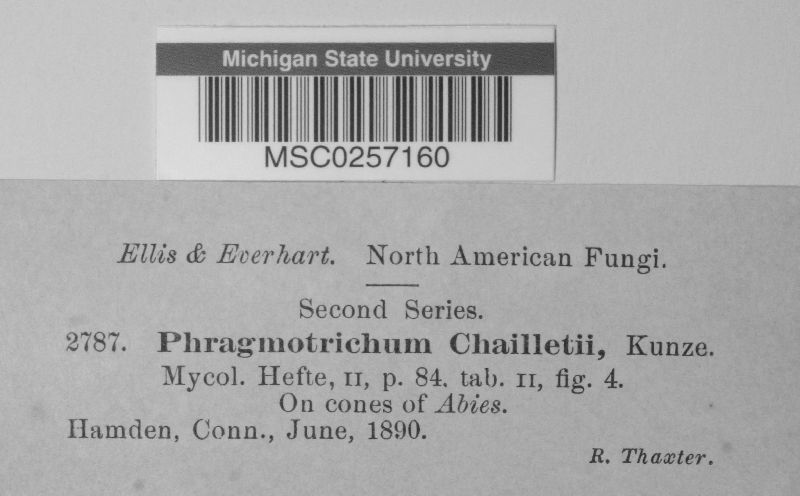 Michigan State University
MSC0257160
Ellis & Everhart. North American Fungi.
Second Series.
2787. Phragmotrichum Chailletii, Kunze.
Mycol. Hefte, II, p. 84. tab. II, fig. 4.
On cones of Abies.
Hamden, Conn., June, 1890.
R. Thaxter.